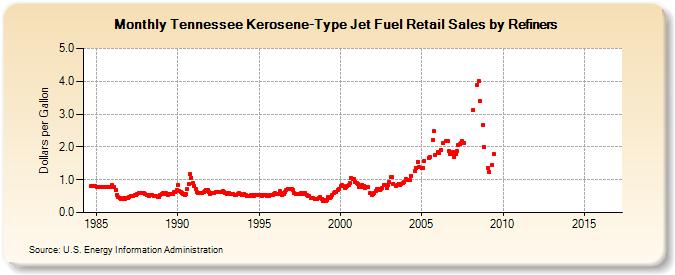 Monthly Tennessee Kerosene-Type Jet Fuel Retail Sales by Refiners
Dollars per Gallon
5.0
4.0
3.0
2.0
1.0
0.0
1985 1990 1995 2000 2005 2010 2015
Source: U.S. Energy Information Administration